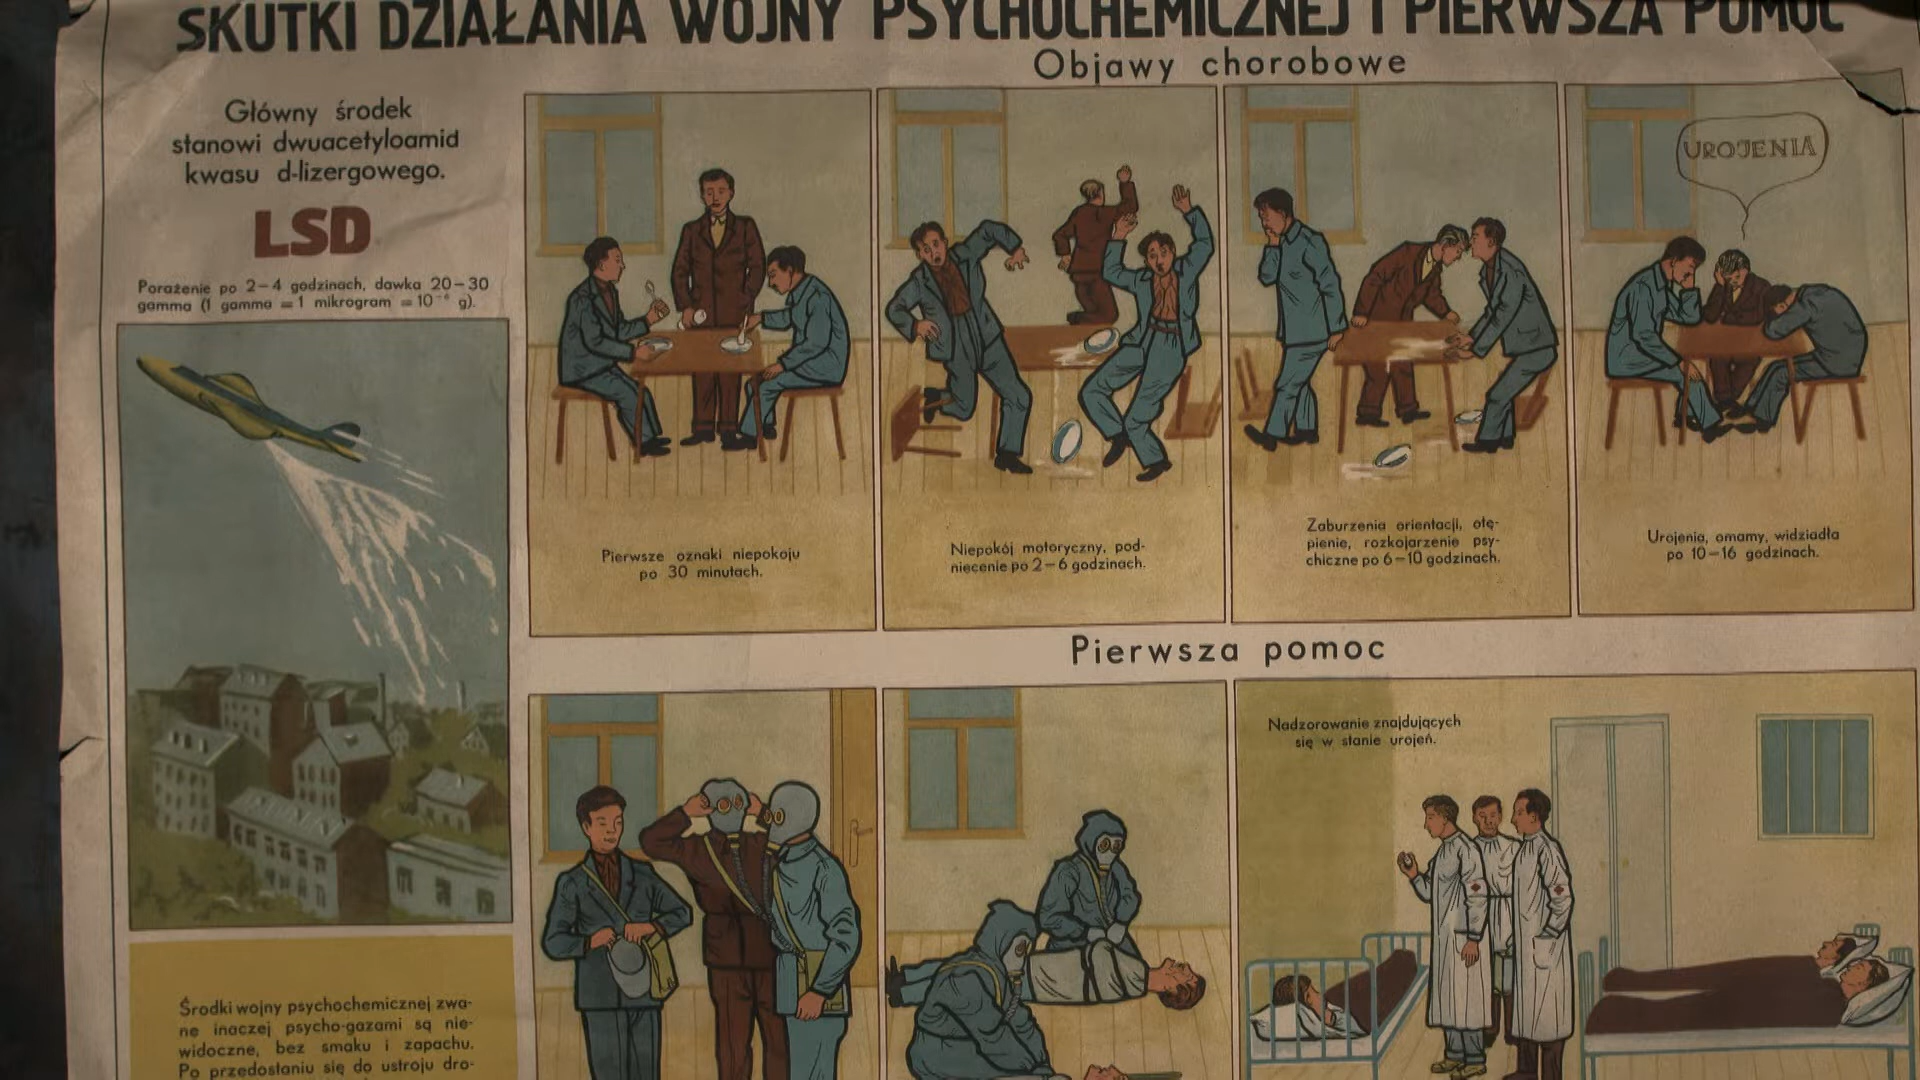 SKUTKI DZIAŁANIA WOJNY PSYCHOCHEMICZNEJ I PIERWSZA POMOC
Objawy chorobowe
Główny środek
stanowi dwuacetyloamid
kwasu d-lizergowego.
LSD
Porażenie po 2–4 godzinach, dawka 20–30
gamma (1 gamma = 1 mikrogram = 10⁻⁶ g).
UROJENIA
Pierwsze oznaki niepokoju
po 30 minutach.
Niepokój motoryczny, pod-
niecenie po 2–6 godzinach.
Zaburzenia orientacji, otę-
pienie, rozkojarzenie psy-
chiczne po 6–10 godzinach.
Urojenia, omamy, widziadła
po 10–16 godzinach.
Pierwsza pomoc
Nadzorowanie znajdujących
się w stanie urojeń.
Środki wojny psychochemicznej zwa-
ne inaczej psycho-gazami są nie-
widoczne, bez smaku i zapachu.
Po przedostaniu się do ustroju dro-